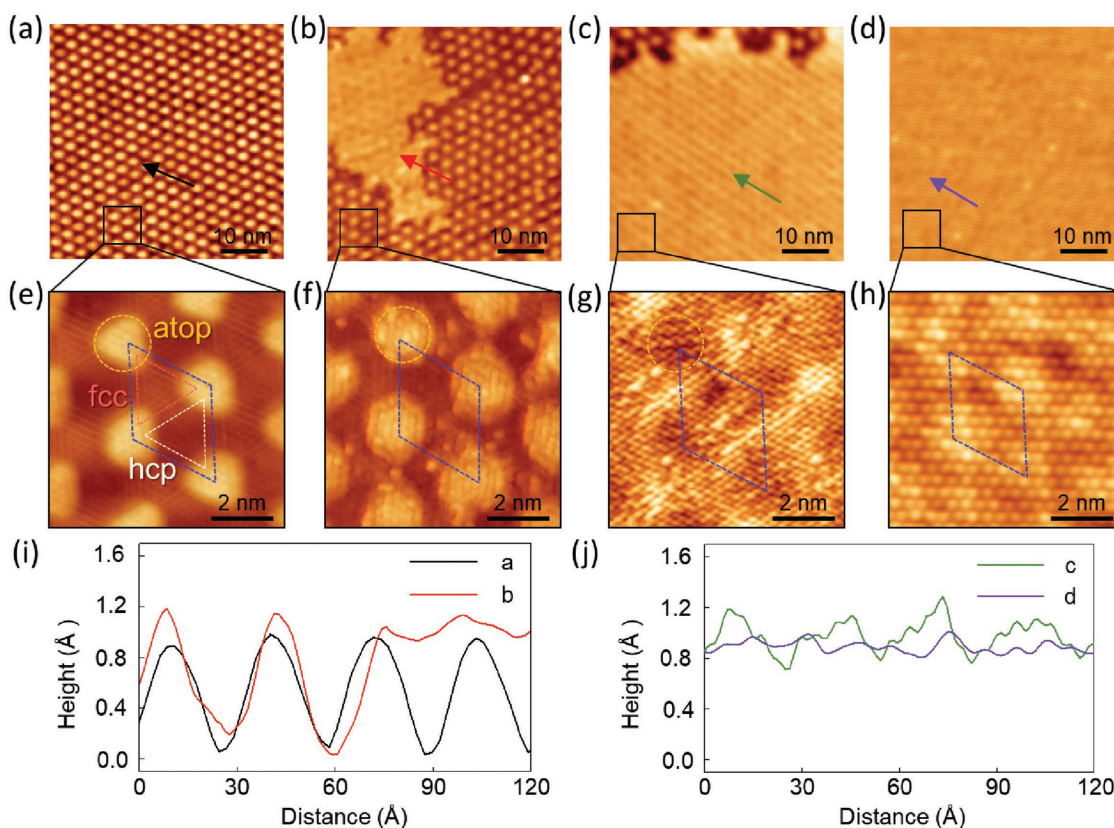 (a)
(b)
(c)
(d)
10 nm
10 nm
10 nm
10 nm
(e)
(f)
(g)
(h)
atop
fcc
hcp
2 nm
2 nm
2 nm
2 nm
(i)
a
b
1.6
1.2
0.8
0.4
0.0
Height (Å)
0
30
60
90
120
Distance (Å)
(j)
c
d
1.6
1.2
0.8
0.4
0.0
Height (Å)
0
30
60
90
120
Distance (Å)